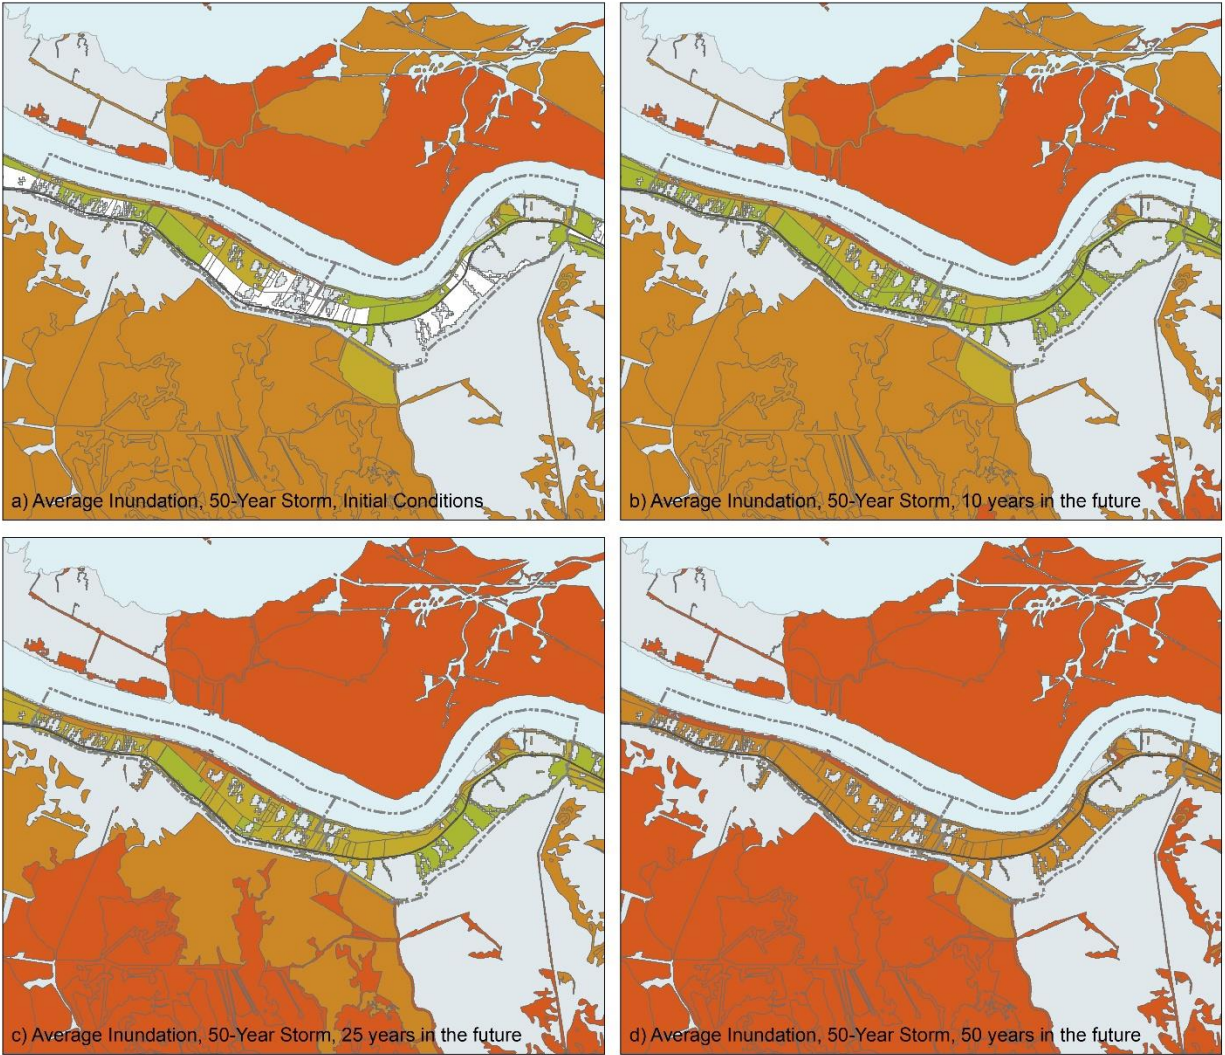 a) Average Inundation, 50-Year Storm, Initial Conditions
b) Average Inundation, 50-Year Storm, 10 years in the future
c) Average Inundation, 50-Year Storm, 25 years in the future
d) Average Inundation, 50-Year Storm, 50 years in the future